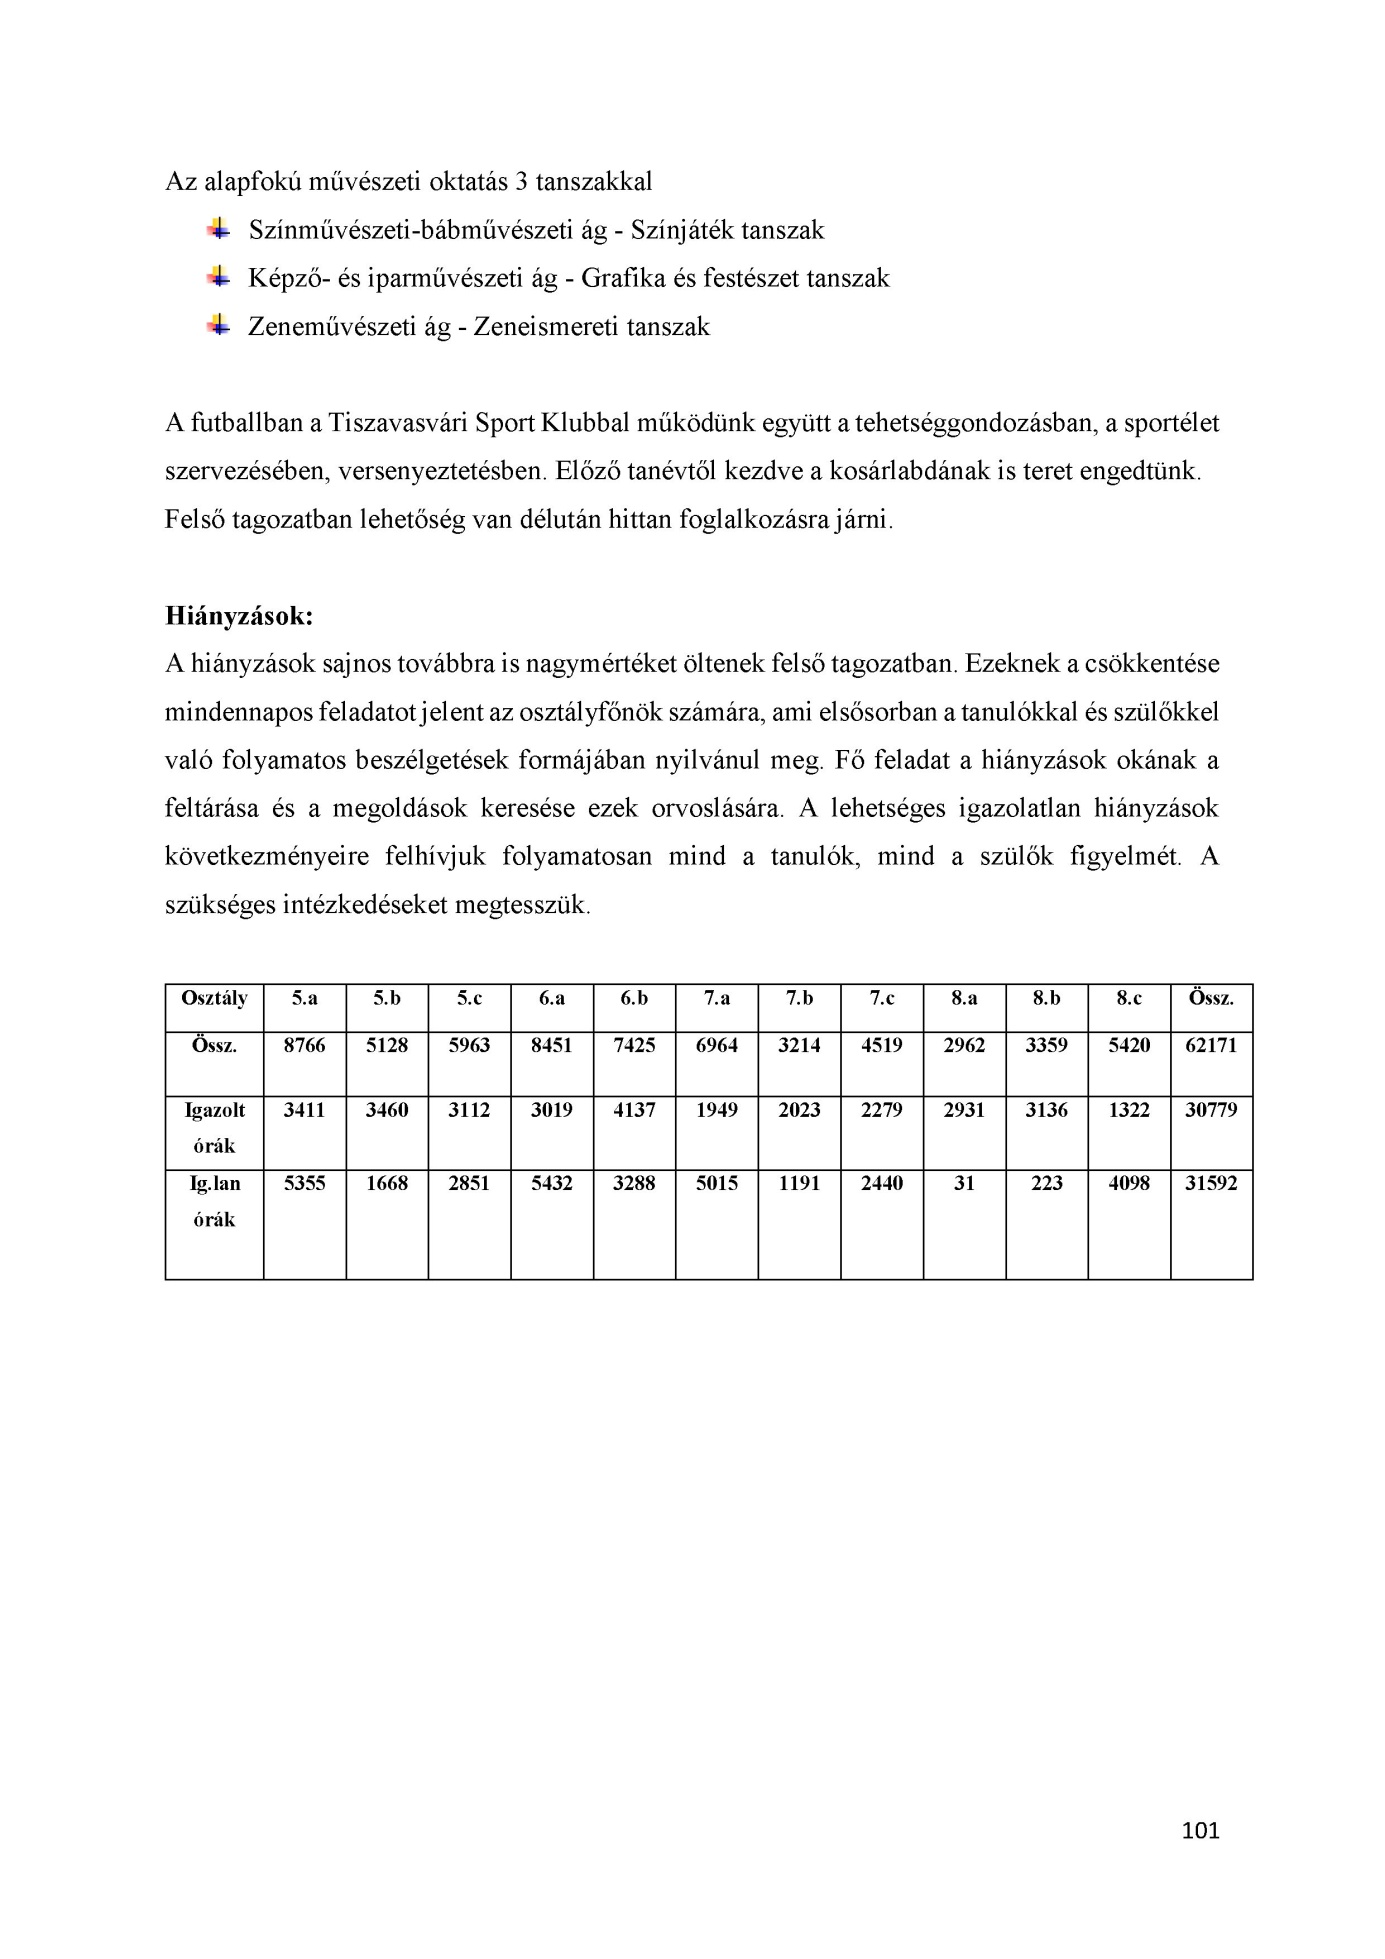 Az alapfokú művészeti oktatás 3 tanszakkal
Színművészeti-bábművészeti ág - Színjáték tanszak
Képző- és iparművészeti ág - Grafika és festészet tanszak
Zeneművészeti ág - Zeneismereti tanszak
A futballban a Tiszavasvári Sport Klubbal működünk együtt a tehetséggondozásban, a sportélet
szervezésében, versenyeztetésben. Előző tanévtől kezdve a kosárlabdának is teret engedtünk.
Felső tagozatban lehetőség van délután hittan foglalkozásra járni.
Hiányzások:
A hiányzások sajnos továbbra is nagymértéket öltenek felső tagozatban. Ezeknek a csökkentése
mindennapos feladatot jelent az osztályfőnök számára, ami elsősorban a tanulókkal és szülőkkel
való folyamatos beszélgetések formájában nyilvánul meg. Fő feladat a hiányzások okának a
feltárása és a megoldások keresése ezek orvoslására. A lehetséges igazolatlan hiányzások
következményeire felhívjuk folyamatosan mind a tanulók, mind a szülők figyelmét. A
szükséges intézkedéseket megtesszük.
Osztály 5.a 5.b 5.c 6.a 6.b 7.a 7.b 7.c 8.a 8.b 8.c Össz.
Össz. 8766 5128 5963 8451 7425 6964 3214 4519 2962 3359 5420 62171
Igazolt 3411 3460 3112 3019 4137 1949 2023 2279 2931 3136 1322 30779
órák
Ig.lan 5355 1668 2851 5432 3288 5015 1191 2440 31 223 4098 31592
órák
101